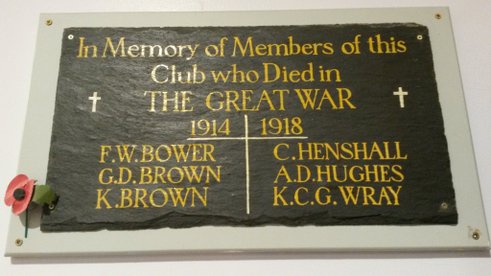 In Memory of Members of this
Club who Died in
THE GREAT WAR
1914 1918
F.W.BOWER C.HENSHALL
G.D.BROWN A.D.HUGHES
K.BROWN K.C.G.WRAY